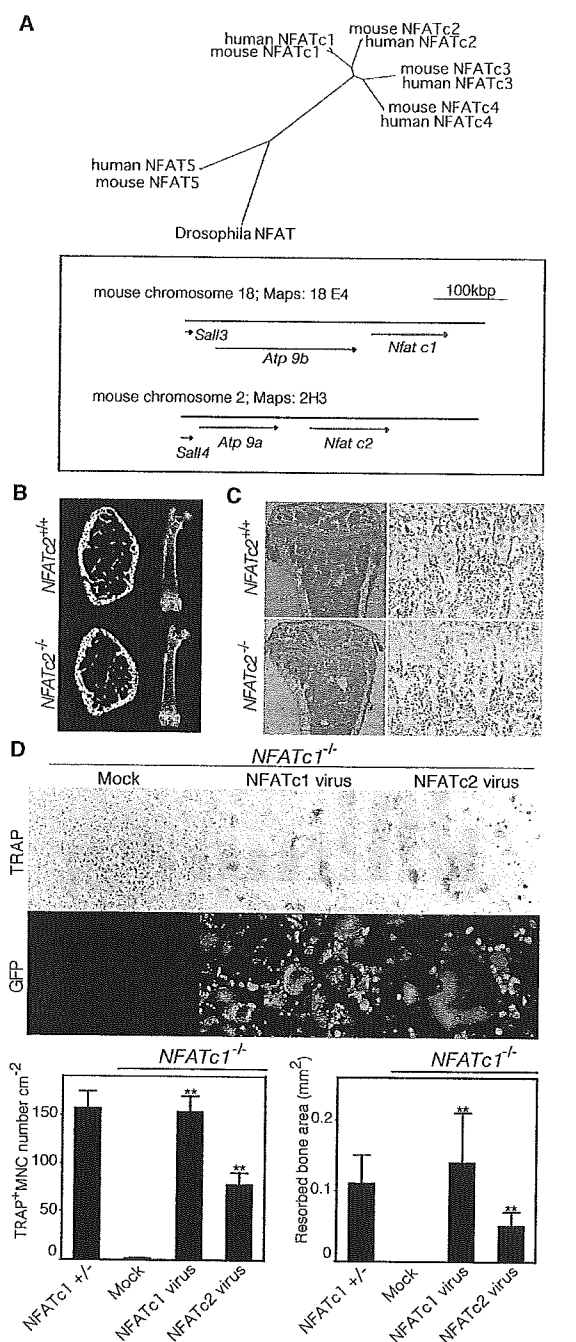 A
human NFATc1
mouse NFATc1
mouse NFATc2
human NFATc2
mouse NFATc3
human NFATc3
mouse NFATc4
human NFATc4
human NFAT5
mouse NFAT5
Drosophila NFAT
mouse chromosome 18; Maps: 18 E4
100kbp
Sall3
Atp 9b
Nfat c1
mouse chromosome 2; Maps: 2H3
Sall4
Atp 9a
Nfat c2
B
NFATc2+/+
NFATc2-/-
C
NFATc2+/+
NFATc2-/-
D
NFATc1-/-
Mock
NFATc1 virus
NFATc2 virus
TRAP
GFP
NFATc1-/-
TRAP+MNC number cm-2
150
100
50
0
**
**
NFATc1 +/-
Mock
NFATc1 virus
NFATc2 virus
NFATc1-/-
Resorbed bone area (mm2)
0.2
0.1
0
**
**
NFATc1 +/-
Mock
NFATc1 virus
NFATc2 virus